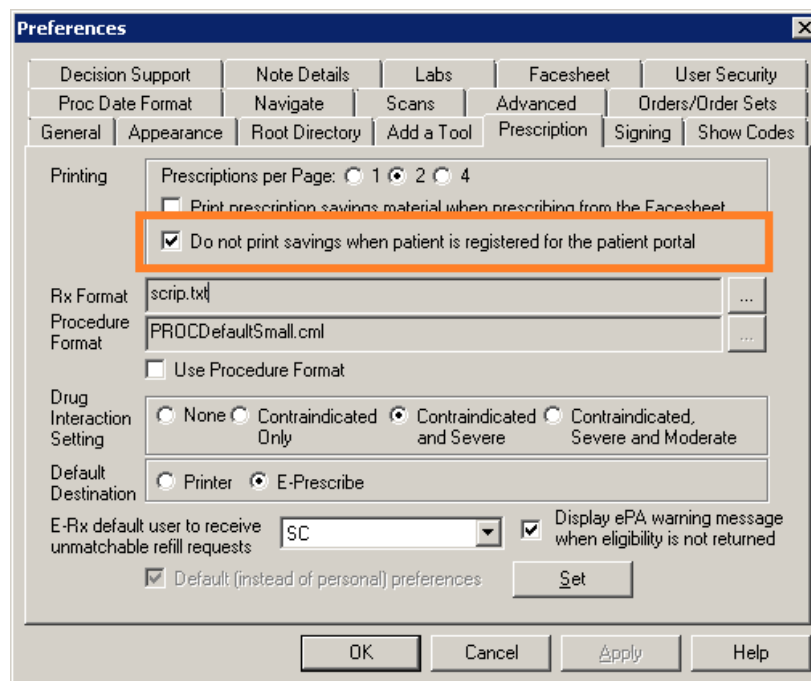 Preferences
Decision Support Note Details Labs Facesheet User Security
Proc Date Format Navigate Scans Advanced Orders/Order Sets
General Appearance Root Directory Add a Tool Prescription Signing Show Codes
Printing Prescriptions per Page: 1 2 4
Print prescription savings material when prescribing from the Facesheet
Do not print savings when patient is registered for the patient portal
Rx Format scrip.txt ...
Procedure Format PROCDefaultSmall.cml ...
Use Procedure Format
Drug Interaction Setting
None
Contraindicated Only
Contraindicated and Severe
Contraindicated, Severe and Moderate
Default Destination Printer E-Prescribe
E-Rx default user to receive unmatchable refill requests
SC
Display ePA warning message when eligibility is not returned
Default (instead of personal) preferences Set
OK Cancel Apply Help